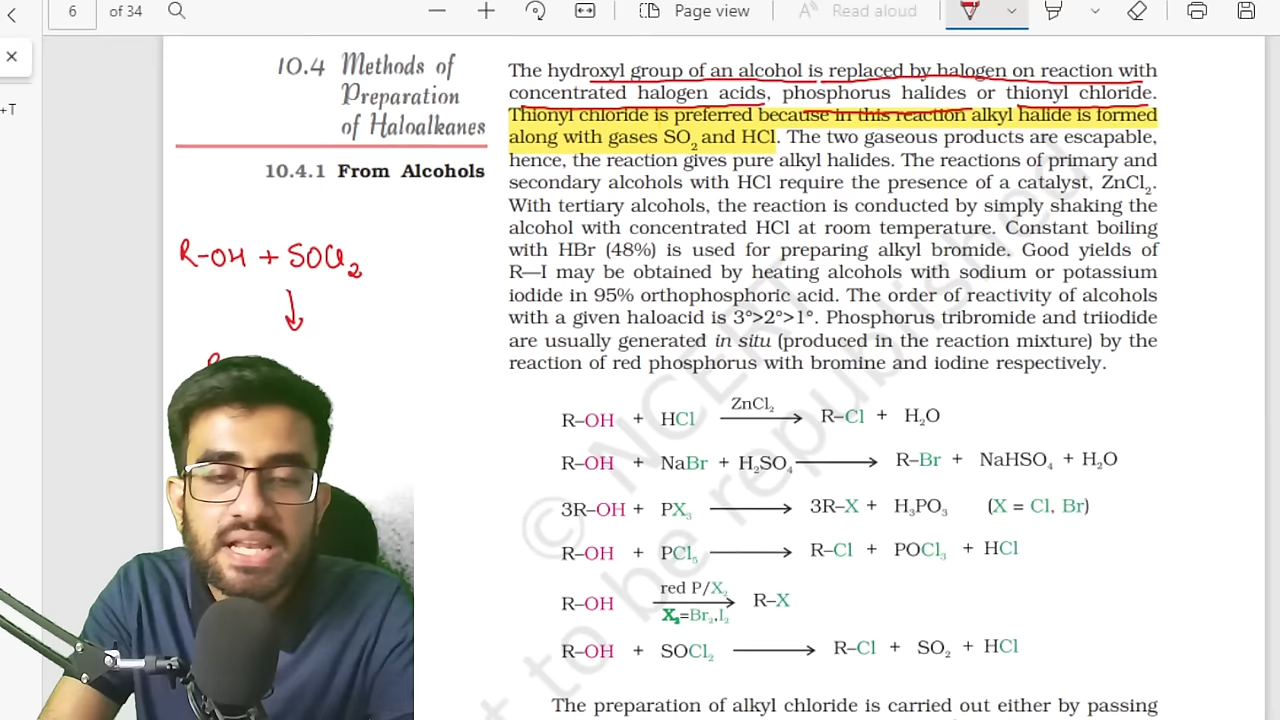 6 of 34 Page view Read aloud
+T
10.4 Methods of
Preparation
of Haloalkanes
10.4.1 From Alcohols
R-OH + SOCl2
The hydroxyl group of an alcohol is replaced by halogen on reaction with
concentrated halogen acids, phosphorus halides or thionyl chloride.
Thionyl chloride is preferred because in this reaction alkyl halide is formed
along with gases SO2 and HCl. The two gaseous products are escapable,
hence, the reaction gives pure alkyl halides. The reactions of primary and
secondary alcohols with HCl require the presence of a catalyst, ZnCl2.
With tertiary alcohols, the reaction is conducted by simply shaking the
alcohol with concentrated HCl at room temperature. Constant boiling
with HBr (48%) is used for preparing alkyl bromide. Good yields of
R—I may be obtained by heating alcohols with sodium or potassium
iodide in 95% orthophosphoric acid. The order of reactivity of alcohols
with a given haloacid is 3°>2°>1°. Phosphorus tribromide and triiodide
are usually generated in situ (produced in the reaction mixture) by the
reaction of red phosphorus with bromine and iodine respectively.
R–OH + HCl ZnCl2 → R–Cl + H2O
R–OH + NaBr + H2SO4 → R–Br + NaHSO4 + H2O
3R–OH + PX3 → 3R–X + H3PO3 (X = Cl, Br)
R–OH + PCl5 → R–Cl + POCl3 + HCl
R–OH red P/X2 → X2=Br2,I2 R–X
R–OH + SOCl2 → R–Cl + SO2 + HCl
The preparation of alkyl chloride is carried out either by passing
© NCERT
not to be republished